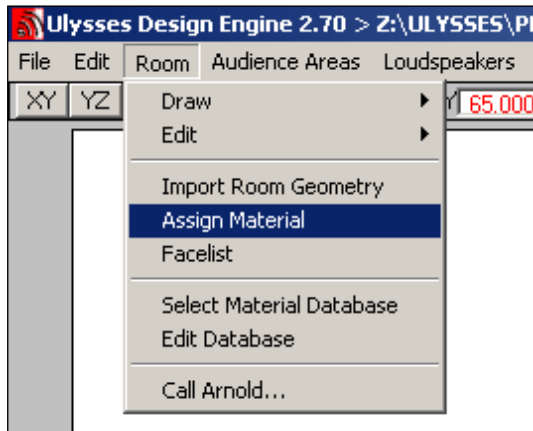 Ulysses Design Engine 2.70 > Z:\ULYSSES\P
File Edit Room Audience Areas Loudspeakers
XY YZ Y 65.000
Draw
Edit
Import Room Geometry
Assign Material
Facelist
Select Material Database
Edit Database
Call Arnold...